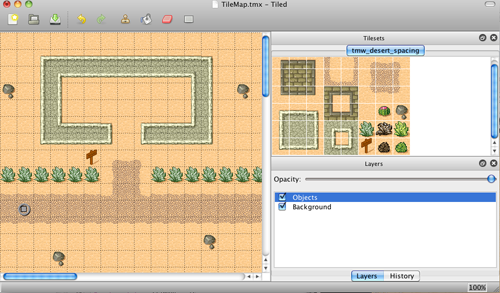 TileMap.tmx - Tiled
Tilesets
tmw_desert_spacing
Layers
Opacity:
Objects
Background
Layers
History
100%